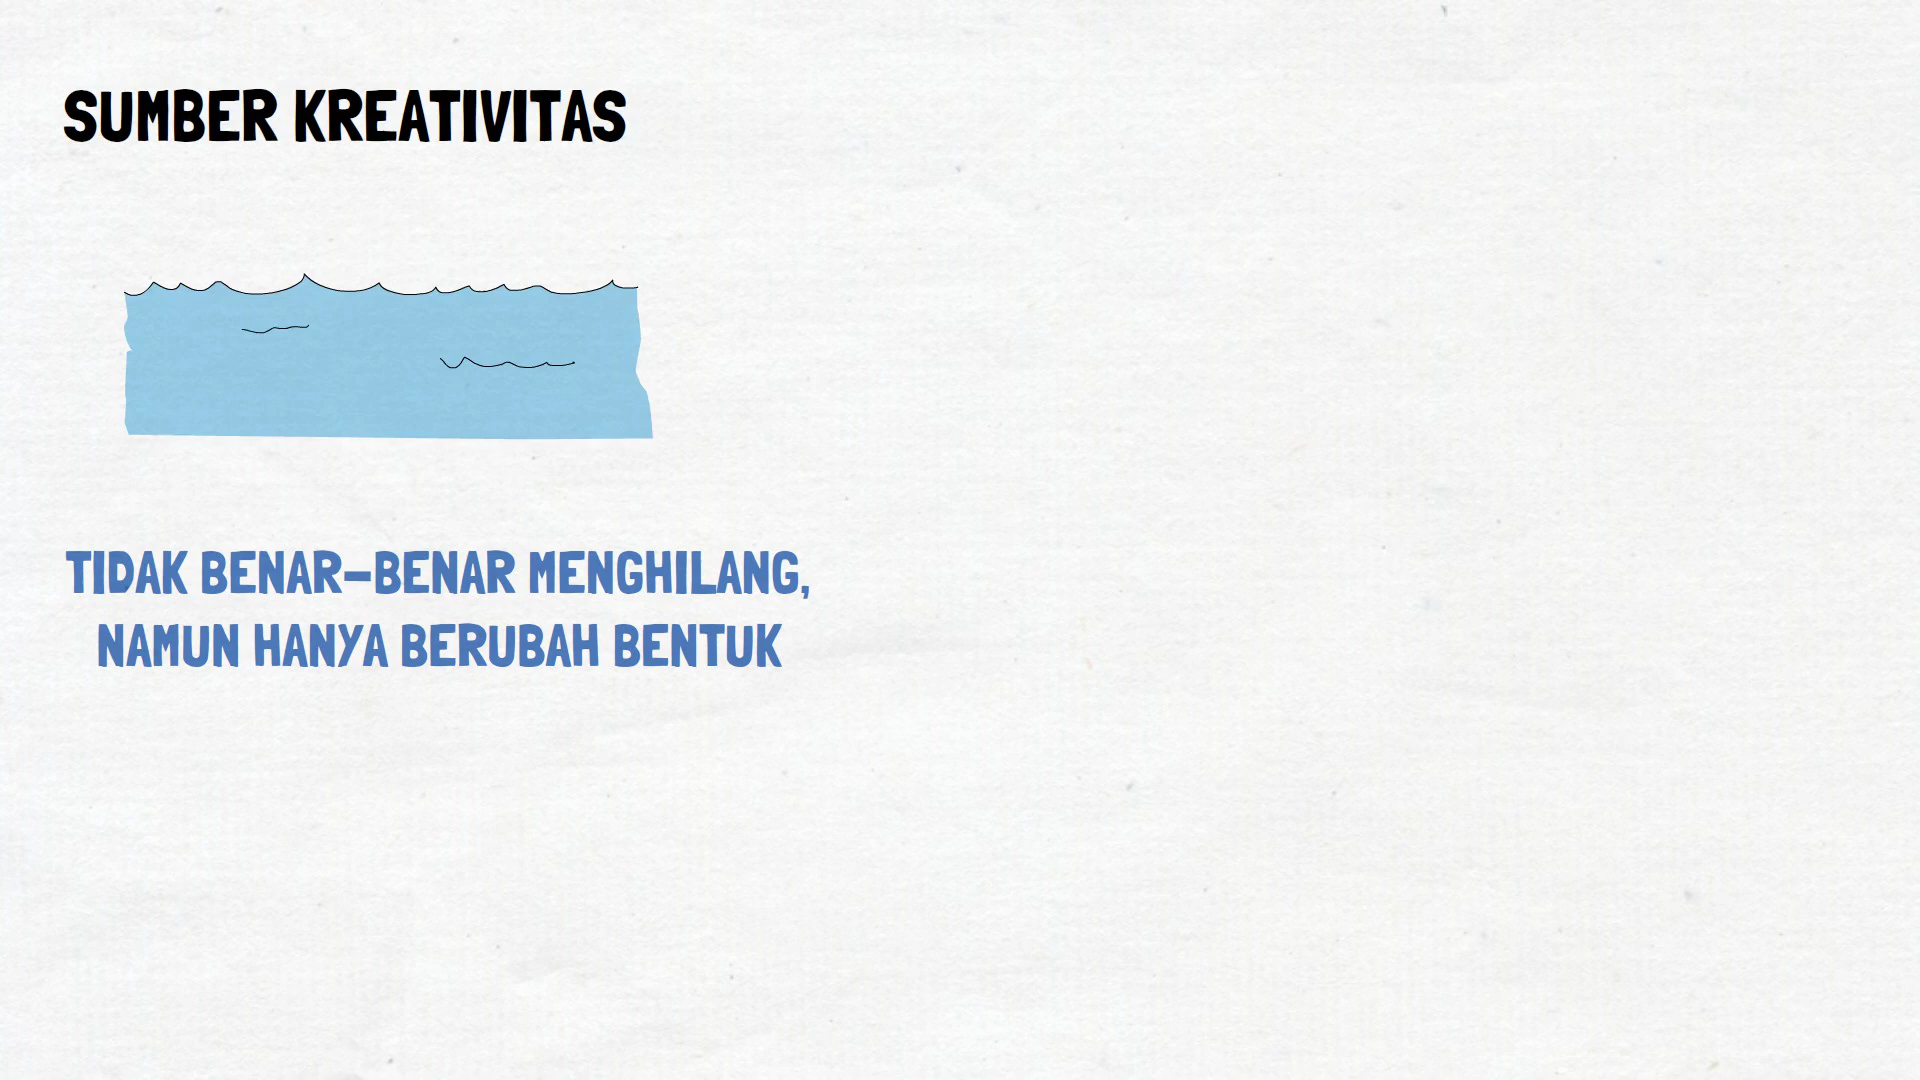 SUMBER KREATIVITAS
TIDAK BENAR-BENAR MENGHILANG,
NAMUN HANYA BERUBAH BENTUK